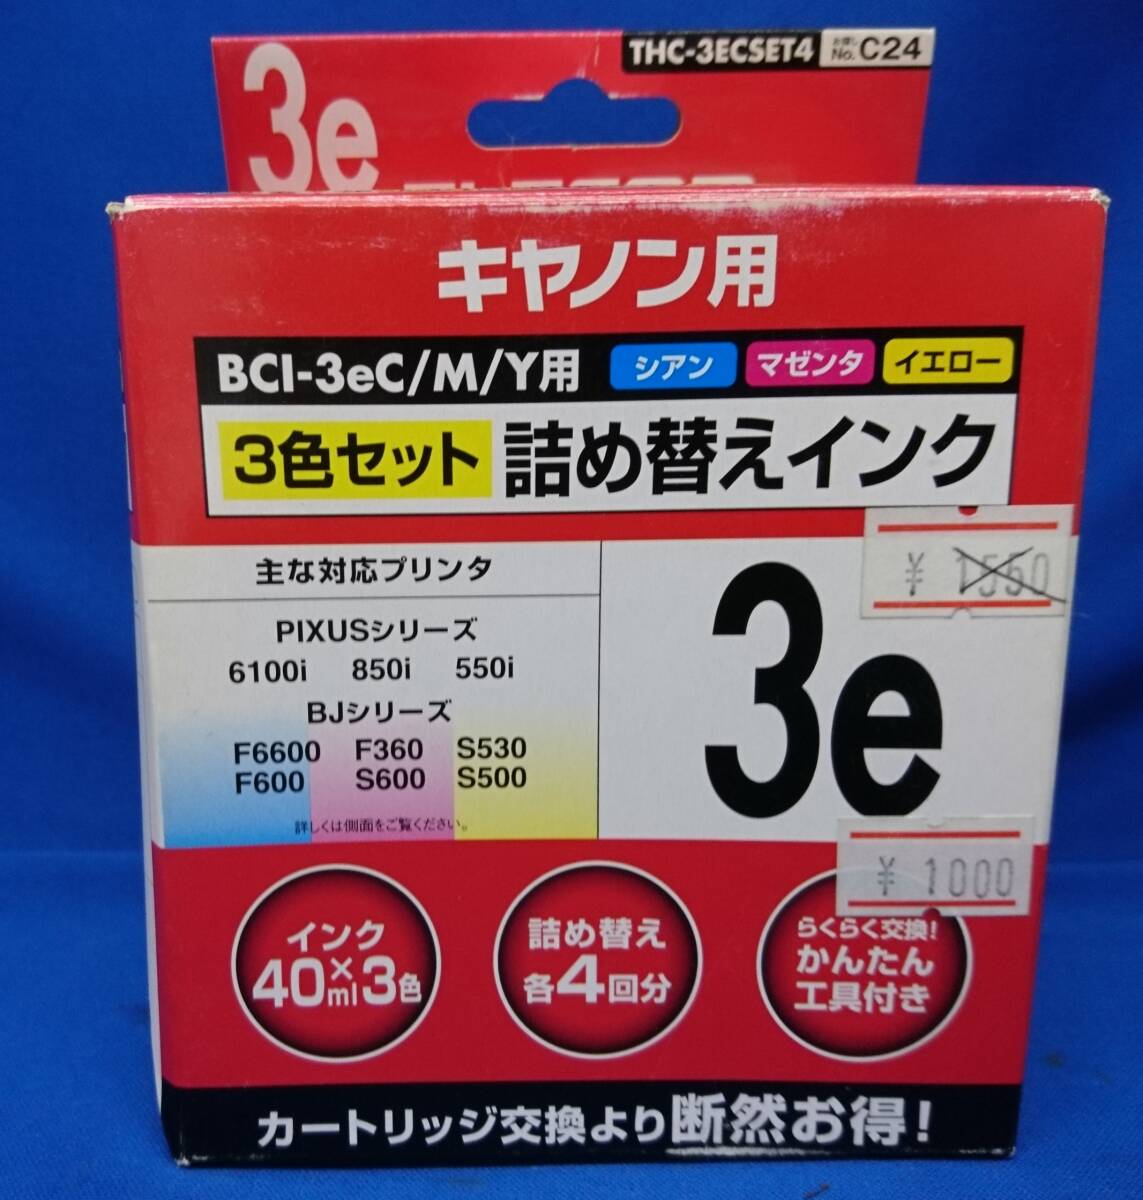 3e
THC-3ECSET4
お探し No. C24
ELECOM
キヤノン用
BCI-3eC/M/Y用
シアン
マゼンタ
イエロー
3色セット
詰め替えインク
主な対応プリンタ
PIXUSシリーズ
6100i 850i 550i
BJシリーズ
F6600 F360 S530
F600 S600 S500
詳しくは側面をご覧ください。
¥ 1550
3e
¥ 1000
インク
40ml×3色
詰め替え
各4回分
らくらく交換!
かんたん
工具付き
カートリッジ交換より断然お得!